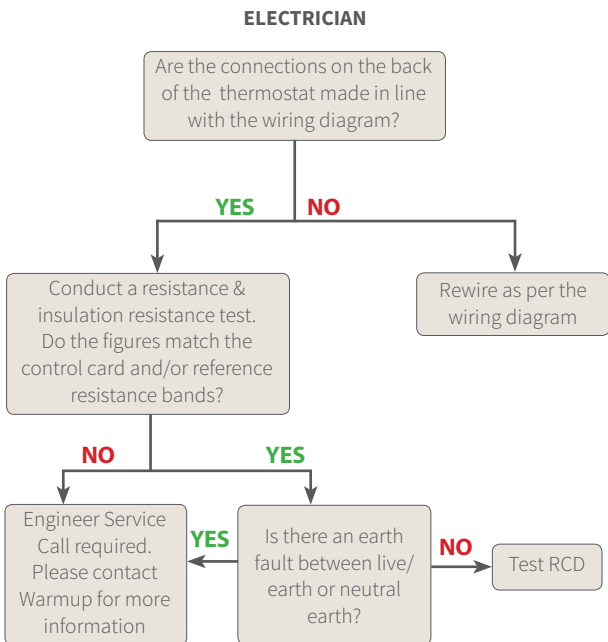 ELECTRICIAN
Are the connections on the back
of the thermostat made in line
with the wiring diagram?
YES
NO
Conduct a resistance &
insulation resistance test.
Do the figures match the
control card and/or reference
resistance bands?
Rewire as per the
wiring diagram
NO
YES
Engineer Service
Call required.
Please contact
Warmup for more
information
YES
Is there an earth
fault between live/
earth or neutral
earth?
NO
Test RCD